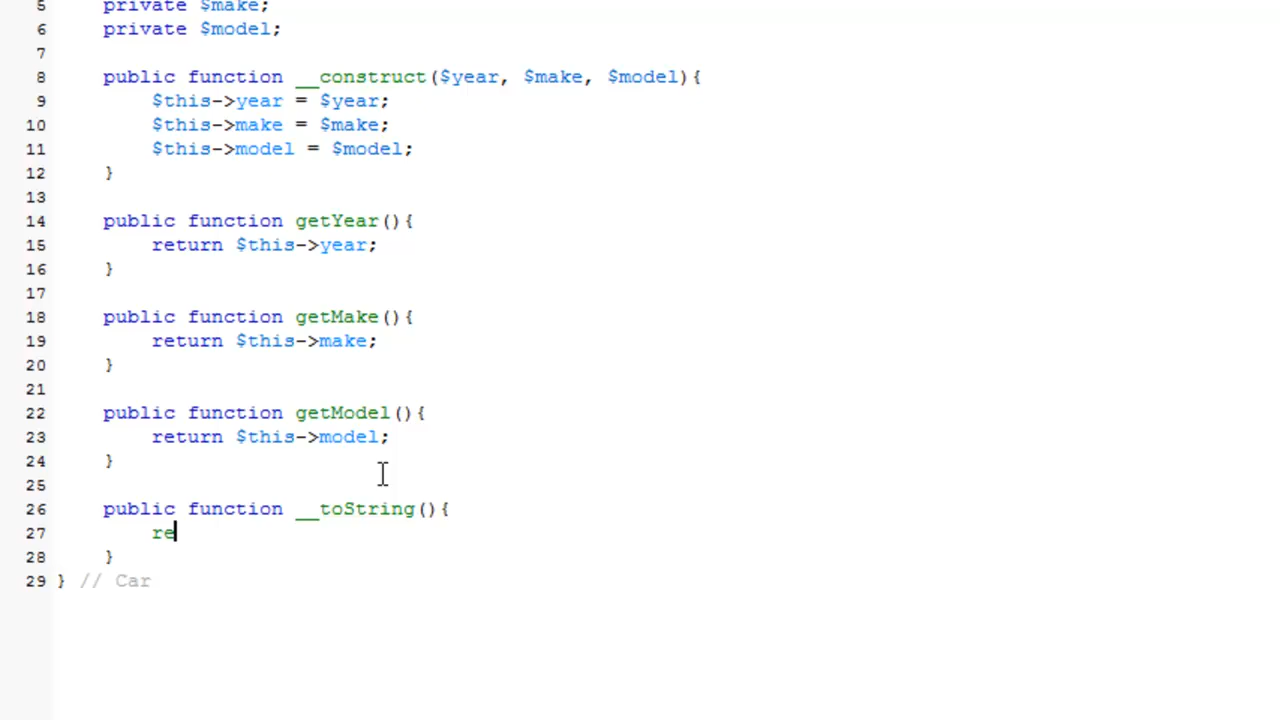 5 private $make;
6 private $model;
7
8 public function __construct($year, $make, $model){
9 $this->year = $year;
10 $this->make = $make;
11 $this->model = $model;
12 }
13
14 public function getYear(){
15 return $this->year;
16 }
17
18 public function getMake(){
19 return $this->make;
20 }
21
22 public function getModel(){
23 return $this->model;
24 }
25
26 public function __toString(){
27 re
28 }
29 } // Car